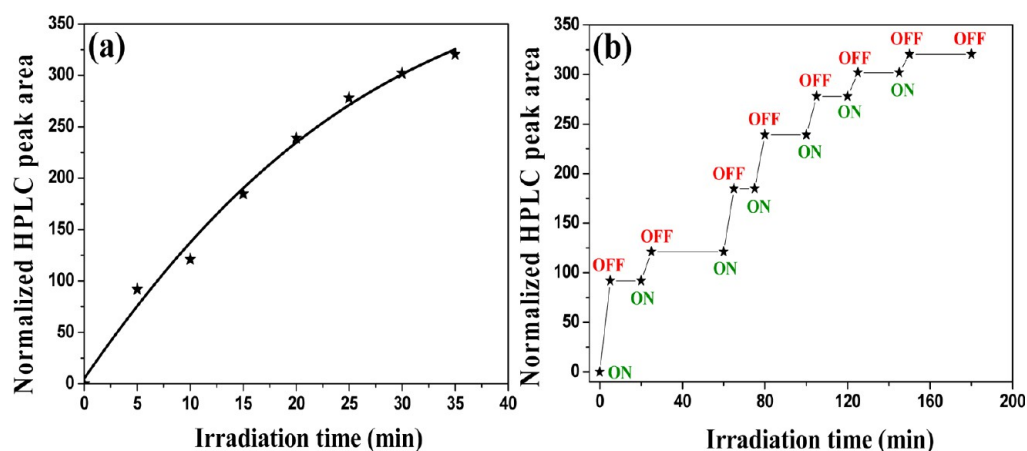 (a)
Normalized HPLC peak area
350
300
250
200
150
100
50
0
0 5 10 15 20 25 30 35 40
Irradiation time (min)
(b)
Normalized HPLC peak area
350
300
250
200
150
100
50
0
OFF OFF
OFF
OFF
ON
ON
OFF
ON
OFF
ON
OFF
OFF
ON
ON
ON
0 40 80 120 160 200
Irradiation time (min)